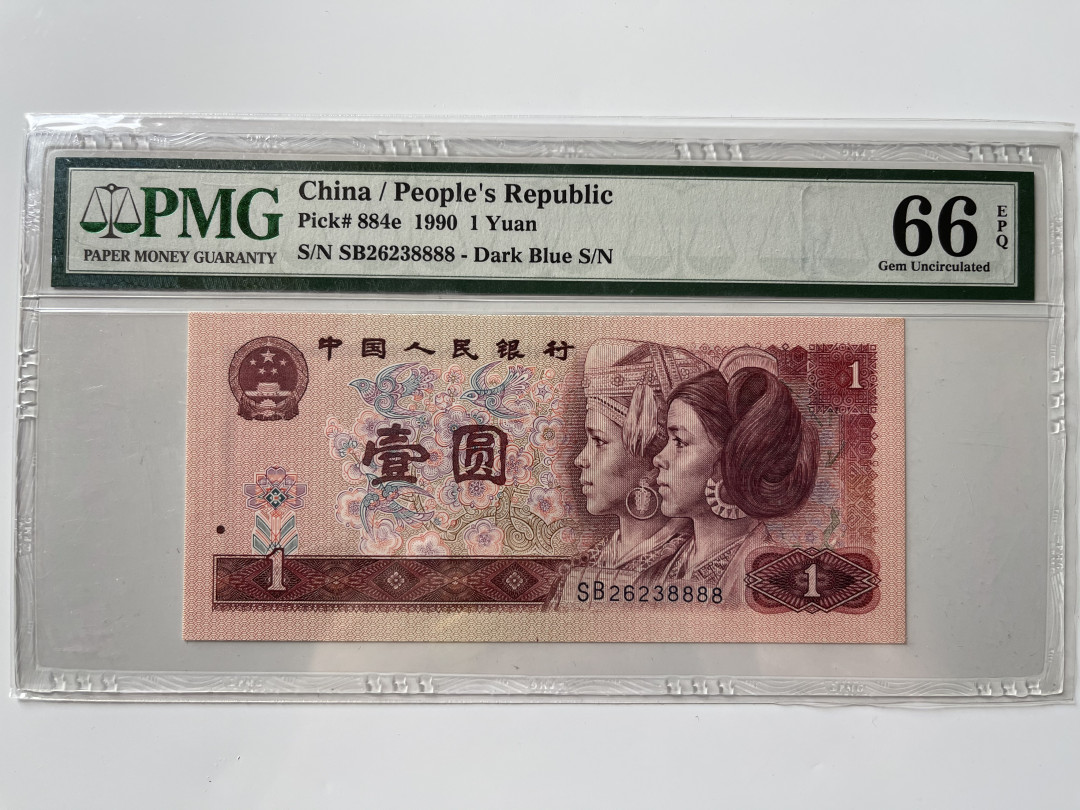 PMG
PAPER MONEY GUARANTY
China / People's Republic
Pick# 884e 1990 1 Yuan
S/N SB26238888 - Dark Blue S/N
66
EPQ
Gem Uncirculated
中国人民银行
1
壹圆
1
SB26238888
1